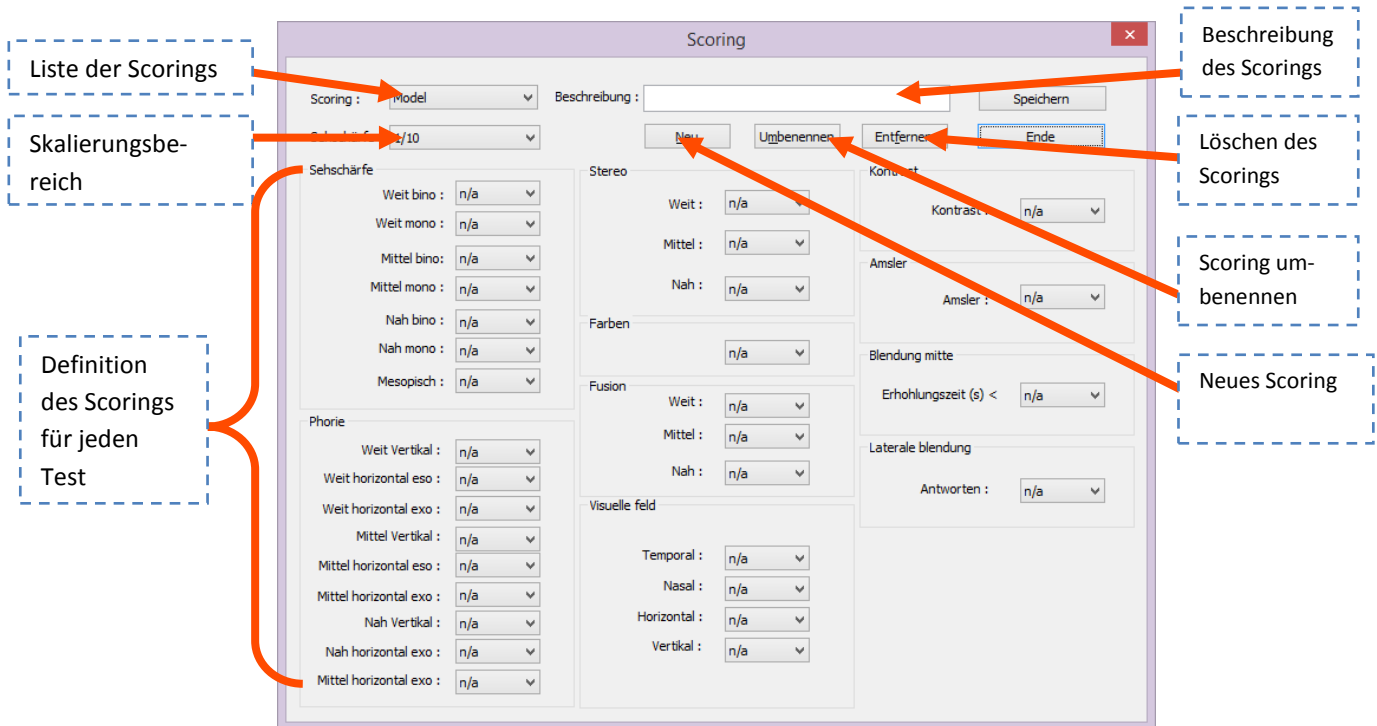 Scoring
Liste der Scorings
Beschreibung
des Scorings
Scoring :
Model
Beschreibung :
Speichern
Skalierungsbe-
reich
1/10
Neu
Umbenennen
Entfernen
Ende
Löschen des
Scorings
Sehschärfe
Weit bino : n/a
Weit mono : n/a
Mittel bino: n/a
Mittel mono : n/a
Nah bino : n/a
Nah mono : n/a
Mesopisch : n/a
Stereo
Weit : n/a
Mittel : n/a
Nah : n/a
Kontrast
Kontrast : n/a
Amsler
Amsler : n/a
Scoring um-
benennen
Farben
n/a
Blendung mitte
Erhohlungszeit (s) < n/a
Neues Scoring
Definition
des Scorings
für jeden
Test
Fusion
Weit : n/a
Mittel : n/a
Nah : n/a
Laterale blendung
Antworten : n/a
Phorie
Weit Vertikal : n/a
Weit horizontal eso : n/a
Weit horizontal exo : n/a
Mittel Vertikal : n/a
Mittel horizontal eso : n/a
Mittel horizontal exo : n/a
Nah Vertikal : n/a
Nah horizontal exo : n/a
Mittel horizontal exo : n/a
Visuelle feld
Temporal : n/a
Nasal : n/a
Horizontal : n/a
Vertikal : n/a